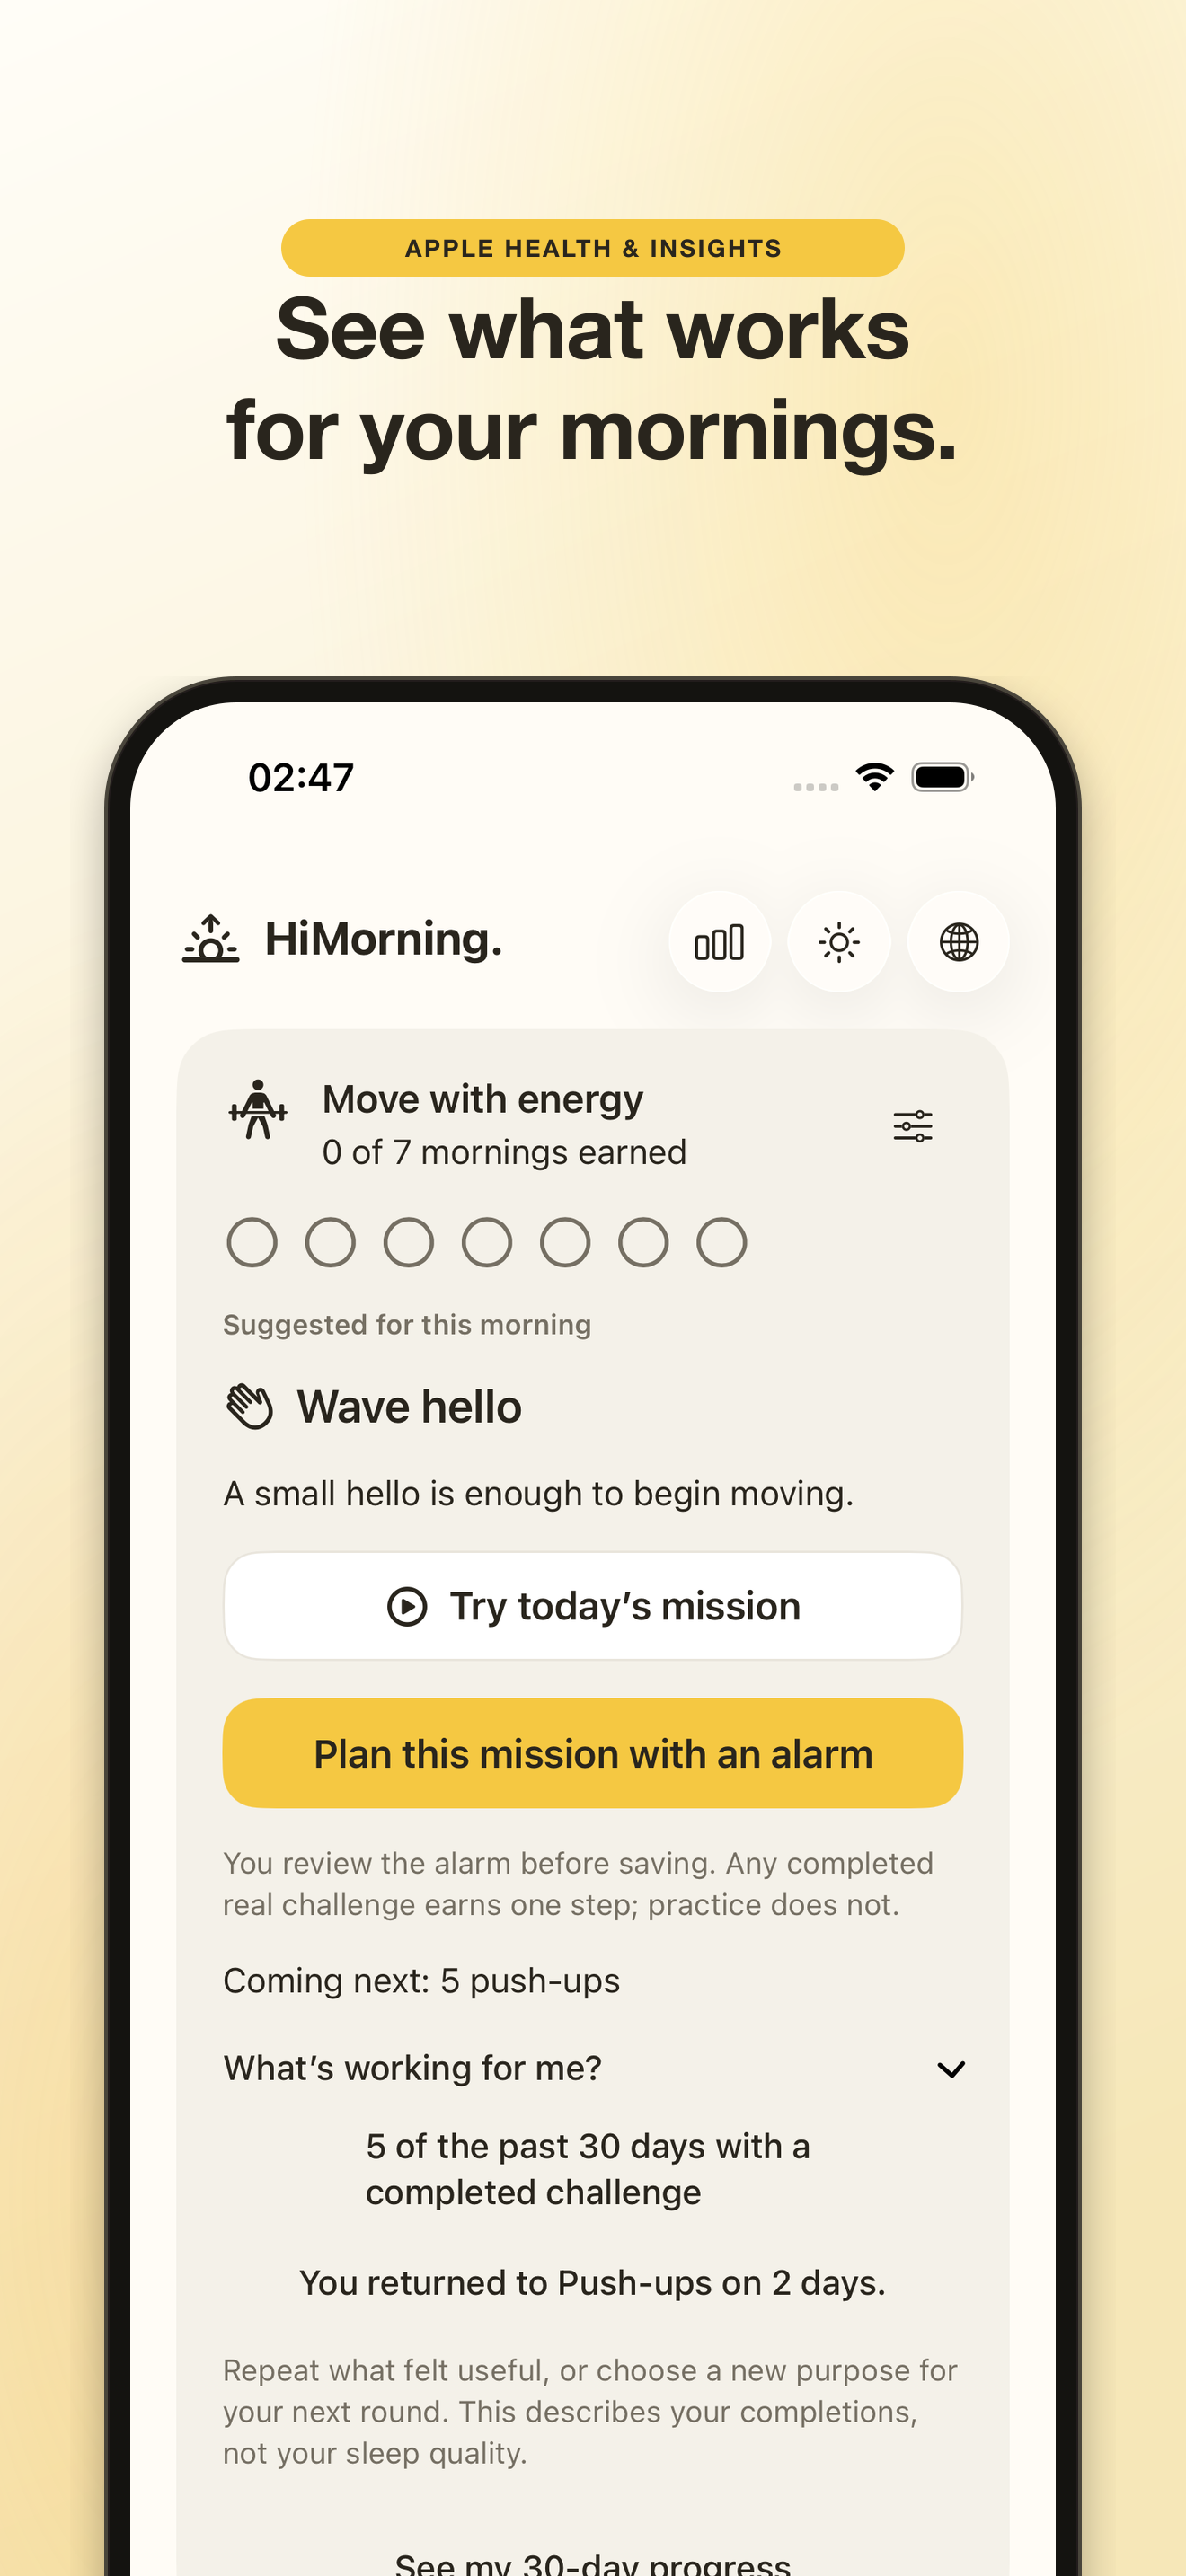 APPLE HEALTH & INSIGHTS
See what works
for your mornings.
02:47
HiMorning.
Move with energy
0 of 7 mornings earned
Suggested for this morning
Wave hello
A small hello is enough to begin moving.
Try today’s mission
Plan this mission with an alarm
You review the alarm before saving. Any completed
real challenge earns one step; practice does not.
Coming next: 5 push-ups
What’s working for me?
5 of the past 30 days with a
completed challenge
You returned to Push-ups on 2 days.
Repeat what felt useful, or choose a new purpose for
your next round. This describes your completions,
not your sleep quality.
See my 30-day progress